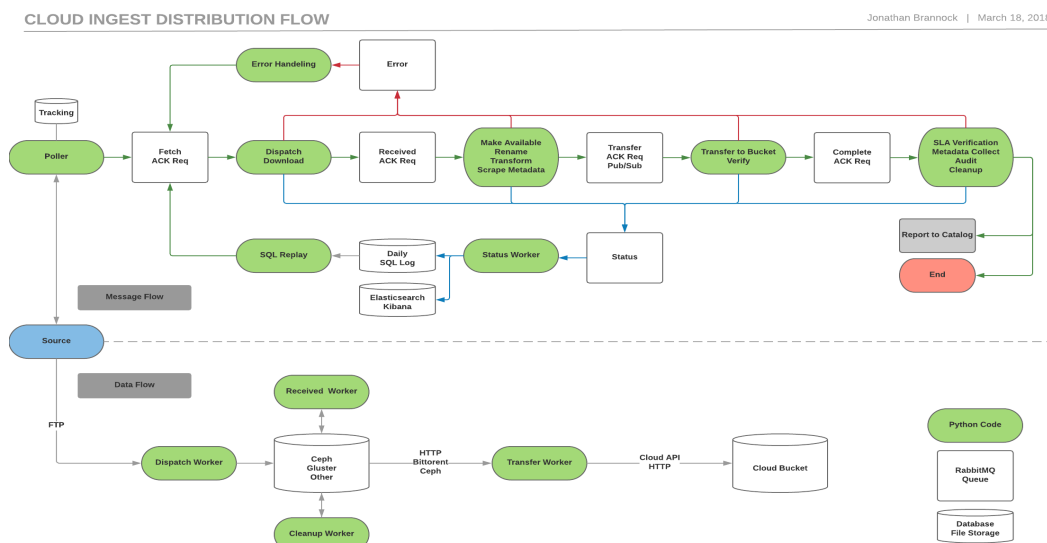 CLOUD INGEST DISTRIBUTION FLOW
Jonathan Brannock | March 18, 2018
Error Handeling
Error
Tracking
Poller
Fetch
ACK Req
Dispatch
Download
Received
ACK Req
Make Available
Rename
Transform
Scrape Metadata
Transfer
ACK Req
Pub/Sub
Transfer to Bucket
Verify
Complete
ACK Req
SLA Verification
Metadata Collect
Audit
Cleanup
Report to Catalog
End
SQL Replay
Daily
SQL Log
Status Worker
Status
Elasticsearch
Kibana
Message Flow
Source
Data Flow
FTP
Received Worker
Dispatch Worker
Ceph
Gluster
Other
HTTP
Bittorent
Ceph
Transfer Worker
Cloud API
HTTP
Cloud Bucket
Cleanup Worker
Python Code
RabbitMQ
Queue
Database
File Storage